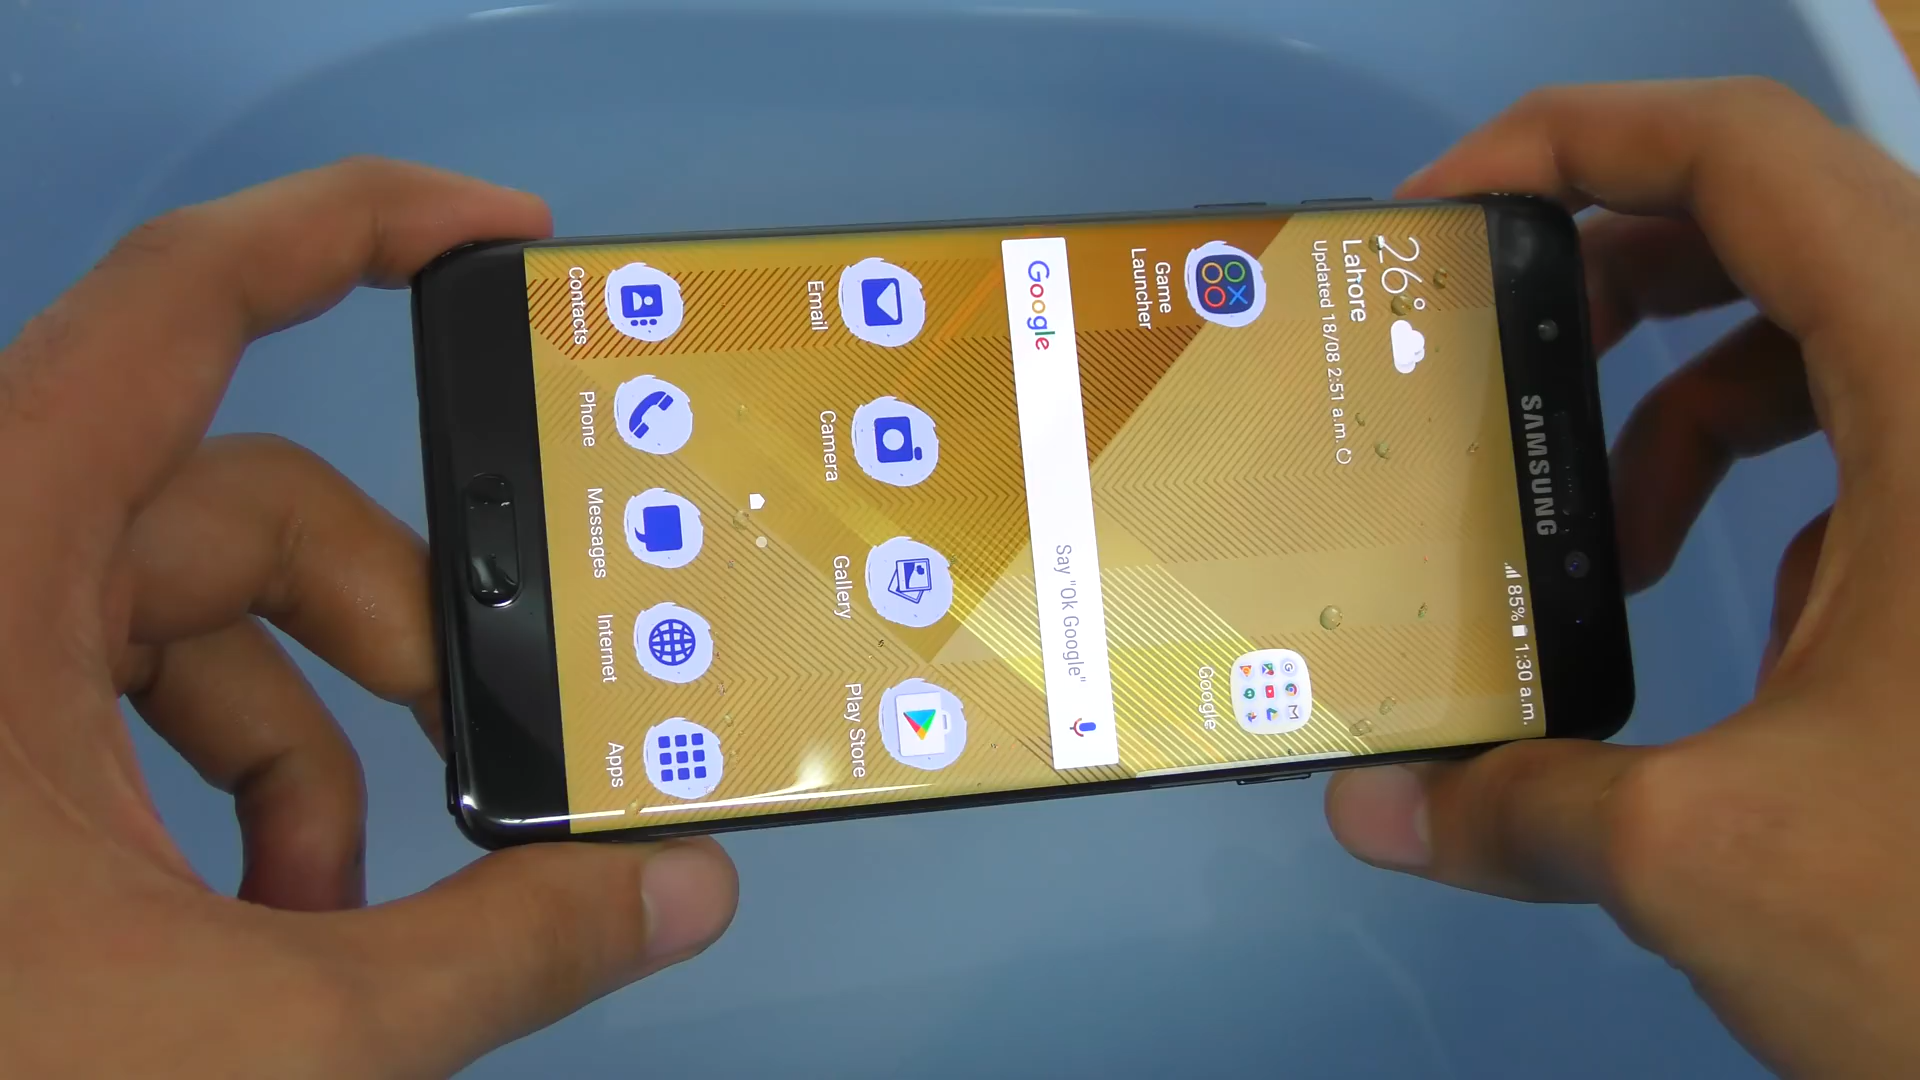 SAMSUNG
85% 1:30 a.m.
26°
Lahore
Updated 18/08 2:51 a.m.
Game
Launcher
Google
Google
Say "Ok Google"
Email
Camera
Gallery
Play Store
Contacts
Phone
Messages
Internet
Apps